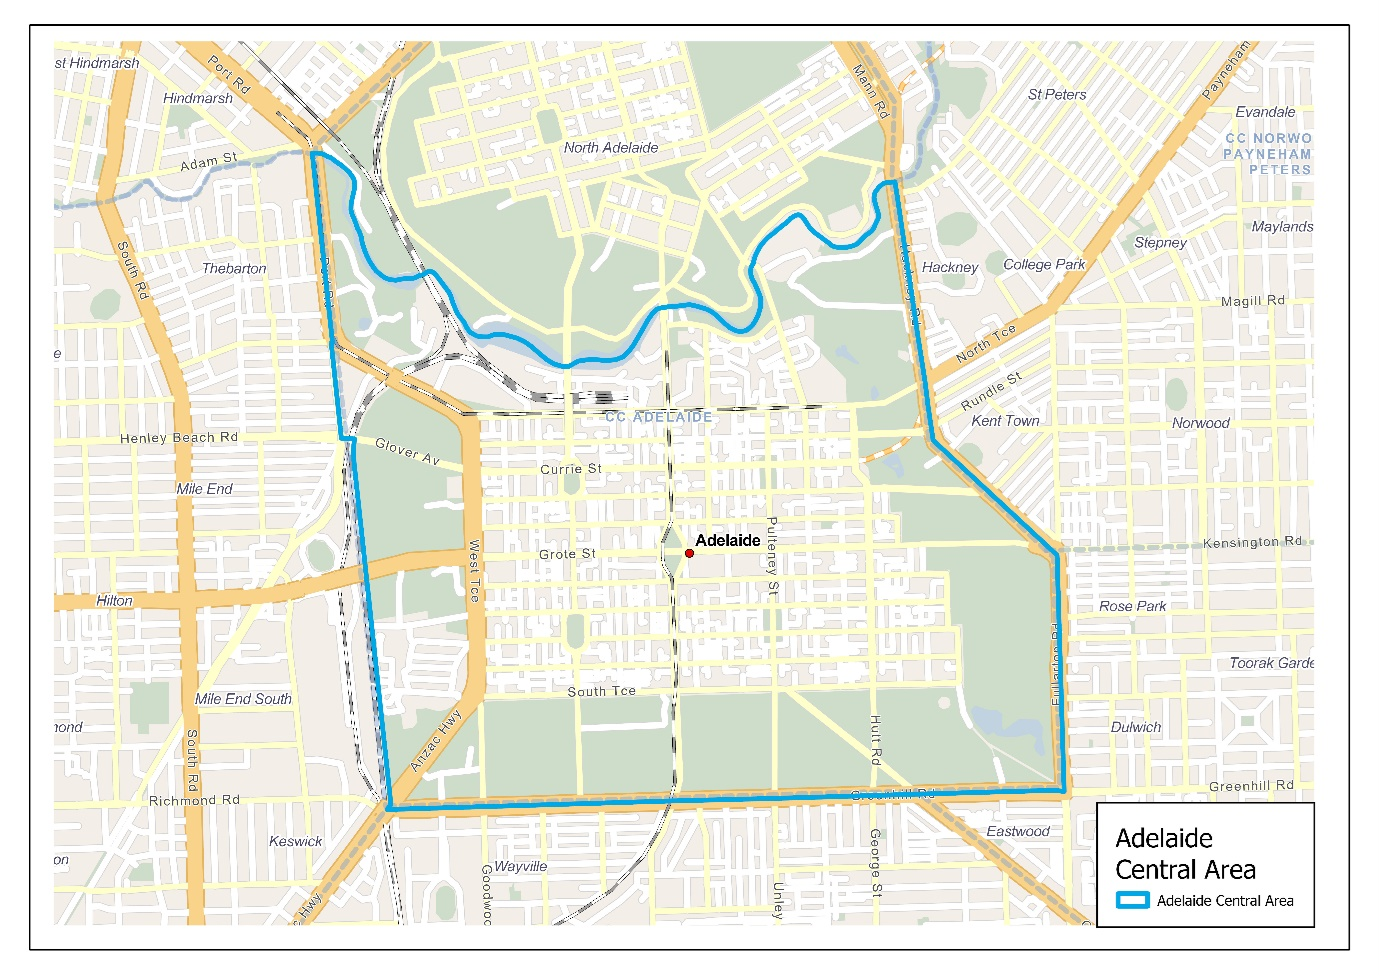 st Hindmarsh
Port Rd
Hindmarsh
Mann Rd
St Peters
Payneham
Evandale
CC NORWO
PAYNEHAM
PETERS
North Adelaide
Adam St
South Rd
Thebarton
Hackney
College Park
Stepney
Maylands
Magill Rd
North Tce
Rundle St
Kent Town
Norwood
CC ADELAIDE
Henley Beach Rd
Glover Av
Currie St
Mile End
Adelaide
Pulteney St
Grote St
West Tce
Kensington Rd
Hilton
Rose Park
Toorak Garde
Mile End South
South Tce
Anzac Hwy
Hutt Rd
Dulwich
South Rd
Richmond Rd
Greenhill Rd
Greenhill Rd
Keswick
Wayville
Goodwoo
George St
Eastwood
Unley
Adelaide
Central Area
Adelaide Central Area